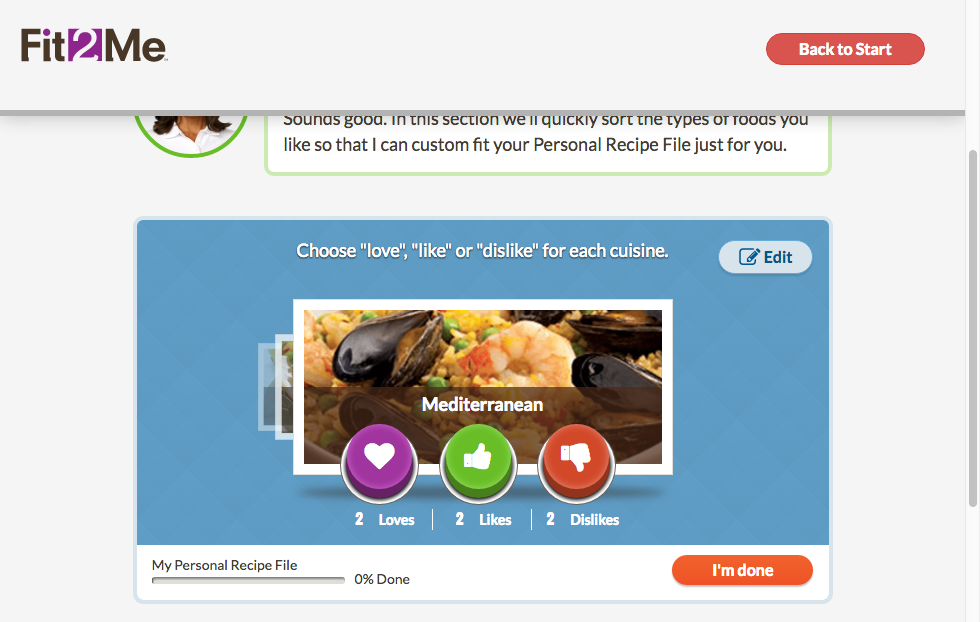 Fit2Me
Back to Start
Sounds good. In this section we'll quickly sort the types of foods you
like so that I can custom fit your Personal Recipe File just for you.
Choose "love", "like" or "dislike" for each cuisine.
Edit
Mediterranean
2 Loves 2 Likes 2 Dislikes
My Personal Recipe File
0% Done
I'm done